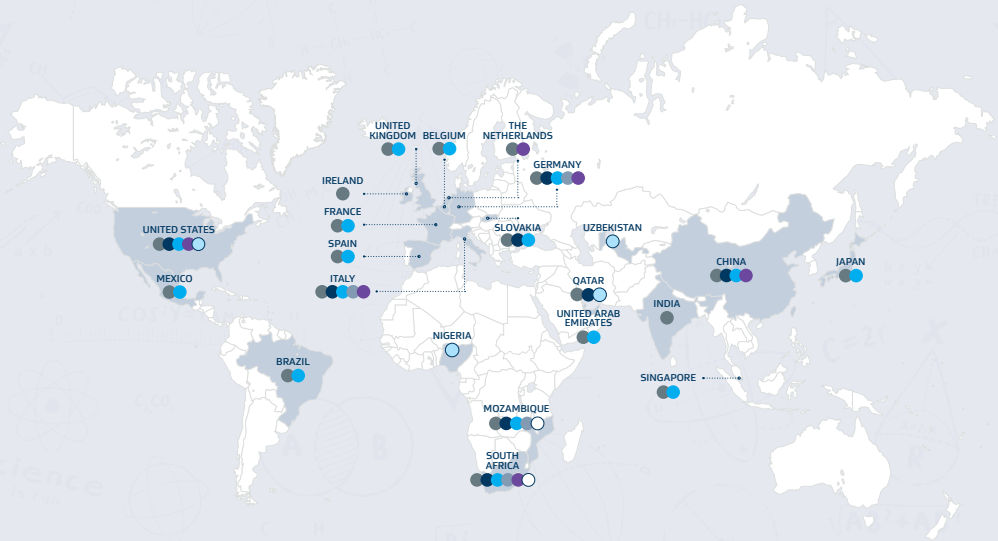 UNITED
KINGDOM
BELGIUM
THE
NETHERLANDS
GERMANY
IRELAND
FRANCE
UNITED STATES
SLOVAKIA
UZBEKISTAN
SPAIN
CHINA
JAPAN
MEXICO
ITALY
QATAR
INDIA
UNITED ARAB
EMIRATES
NIGERIA
BRAZIL
SINGAPORE
MOZAMBIQUE
SOUTH
AFRICA